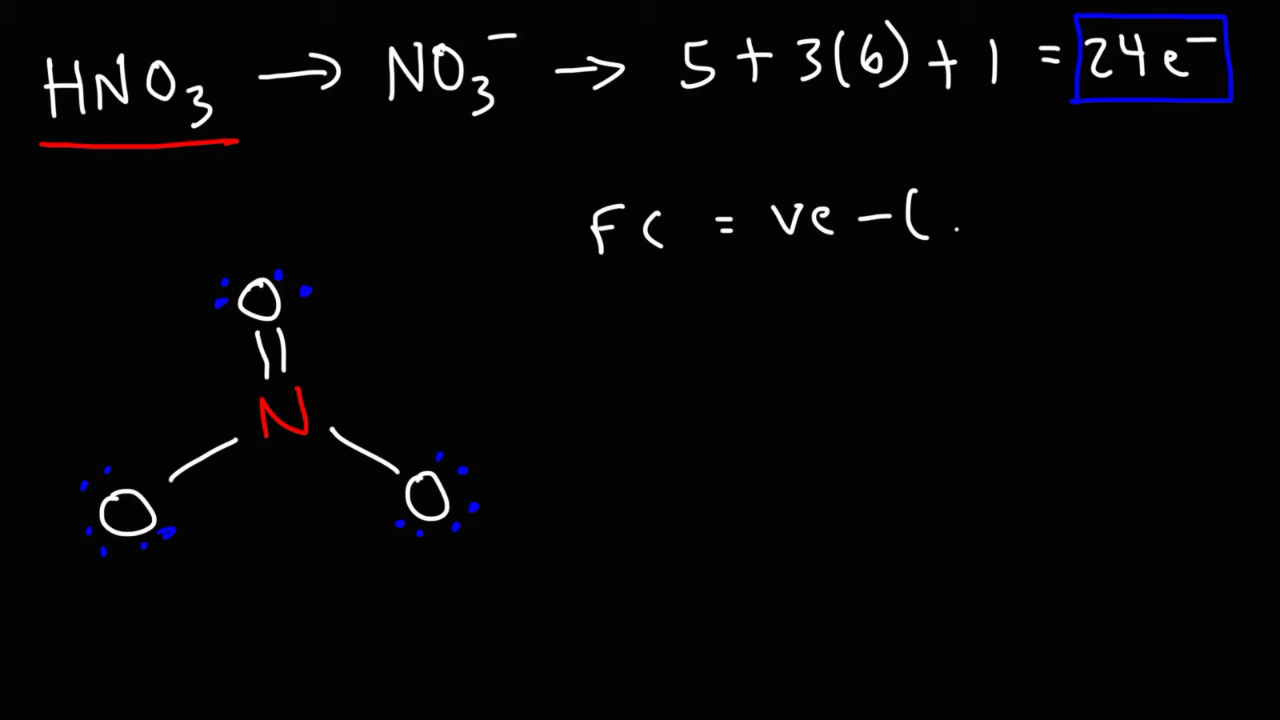 HNO₃ → NO₃⁻ → 5 + 3(6) + 1 = 24e⁻
FC = ve - ( .
O
N
O O